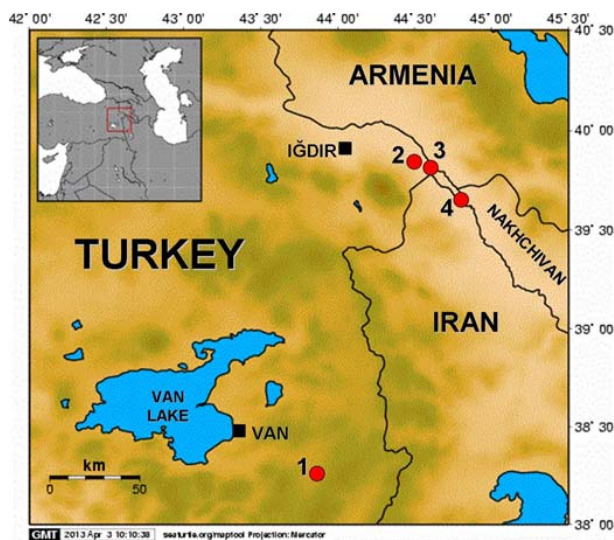 42° 00' 42° 30' 43° 00' 43° 30' 44° 00' 44° 30' 45° 00' 45° 30'
40° 30'
ARMENIA
40° 00'
IĞDIR
2
3
4
39° 30'
NAKHCHIVAN
TURKEY
IRAN
39° 00'
VAN
LAKE
VAN
38° 30'
1
km
0 50
38° 00'
GMT 2013 Apr 3 10:10:38 seaturtle.org/maptool Projection: Mercator